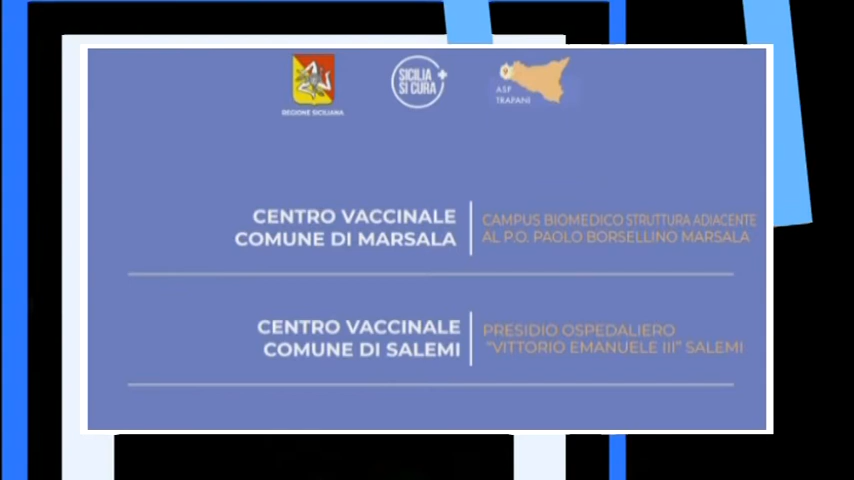 REGIONE SICILIANA
SICILIA
SI CURA
ASP
TRAPANI
CENTRO VACCINALE
COMUNE DI MARSALA
CAMPUS BIOMEDICO STRUTTURA ADIACENTE
AL P.O. PAOLO BORSELLINO MARSALA
CENTRO VACCINALE
COMUNE DI SALEMI
PRESIDIO OSPEDALIERO
"VITTORIO EMANUELE III" SALEMI